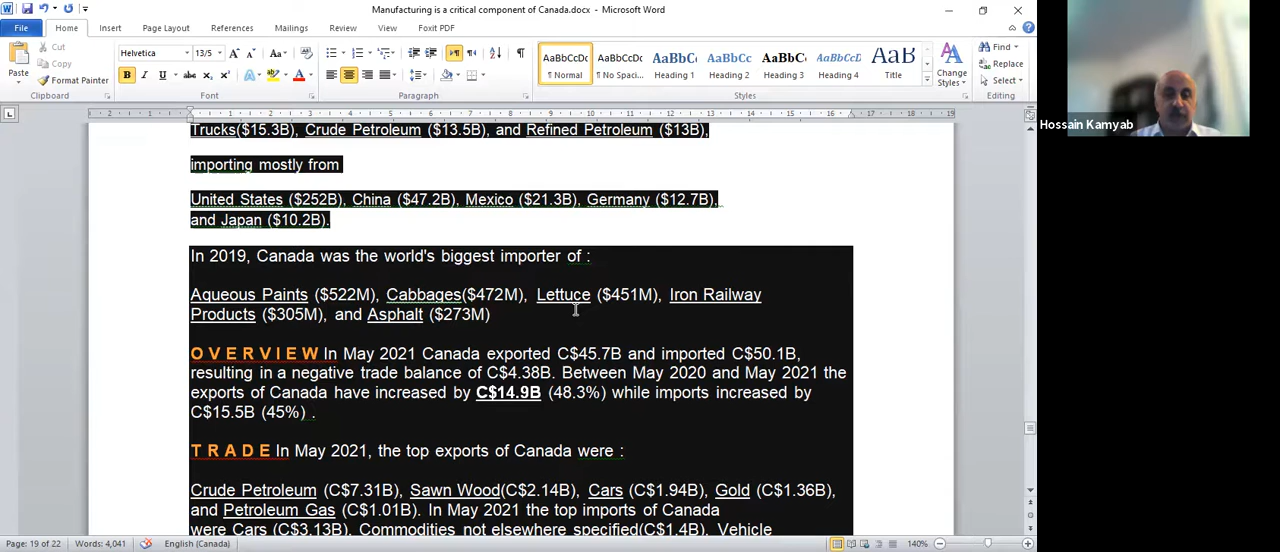 Manufacturing is a critical component of Canada.docx - Microsoft Word
File Home Insert Page Layout References Mailings Review View Foxit PDF
Cut
Copy
Paste
Format Painter
Helvetica 13/5
Clipboard Font Paragraph Styles Editing
AaBbCcDc AaBbCcDc AaBbC AaBbCc AaBbC AaBbCcL AaB
¶ Normal ¶ No Spaci... Heading 1 Heading 2 Heading 3 Heading 4 Title
Change
Styles
Find
Replace
Select
Hossain Kamyab
Trucks($15.3B), Crude Petroleum ($13.5B), and Refined Petroleum ($13B),
importing mostly from
United States ($252B), China ($47.2B), Mexico ($21.3B), Germany ($12.7B),
and Japan ($10.2B).
In 2019, Canada was the world's biggest importer of :
Aqueous Paints ($522M), Cabbages($472M), Lettuce ($451M), Iron Railway
Products ($305M), and Asphalt ($273M)
O V E R V I E W In May 2021 Canada exported C$45.7B and imported C$50.1B,
resulting in a negative trade balance of C$4.38B. Between May 2020 and May 2021 the
exports of Canada have increased by C$14.9B (48.3%) while imports increased by
C$15.5B (45%) .
T R A D E In May 2021, the top exports of Canada were :
Crude Petroleum (C$7.31B), Sawn Wood(C$2.14B), Cars (C$1.94B), Gold (C$1.36B),
and Petroleum Gas (C$1.01B). In May 2021 the top imports of Canada
were Cars (C$3.13B), Commodities not elsewhere specified(C$1.4B), Vehicle
Page: 19 of 22 Words: 4,041 English (Canada) 140%